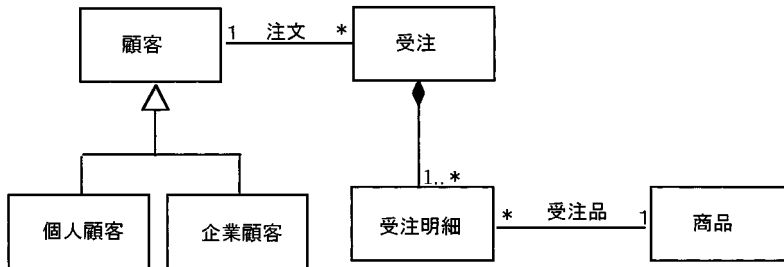 顧客
1 注文 *
受注
1..*
個人顧客
企業顧客
受注明細
* 受注品 1
商品